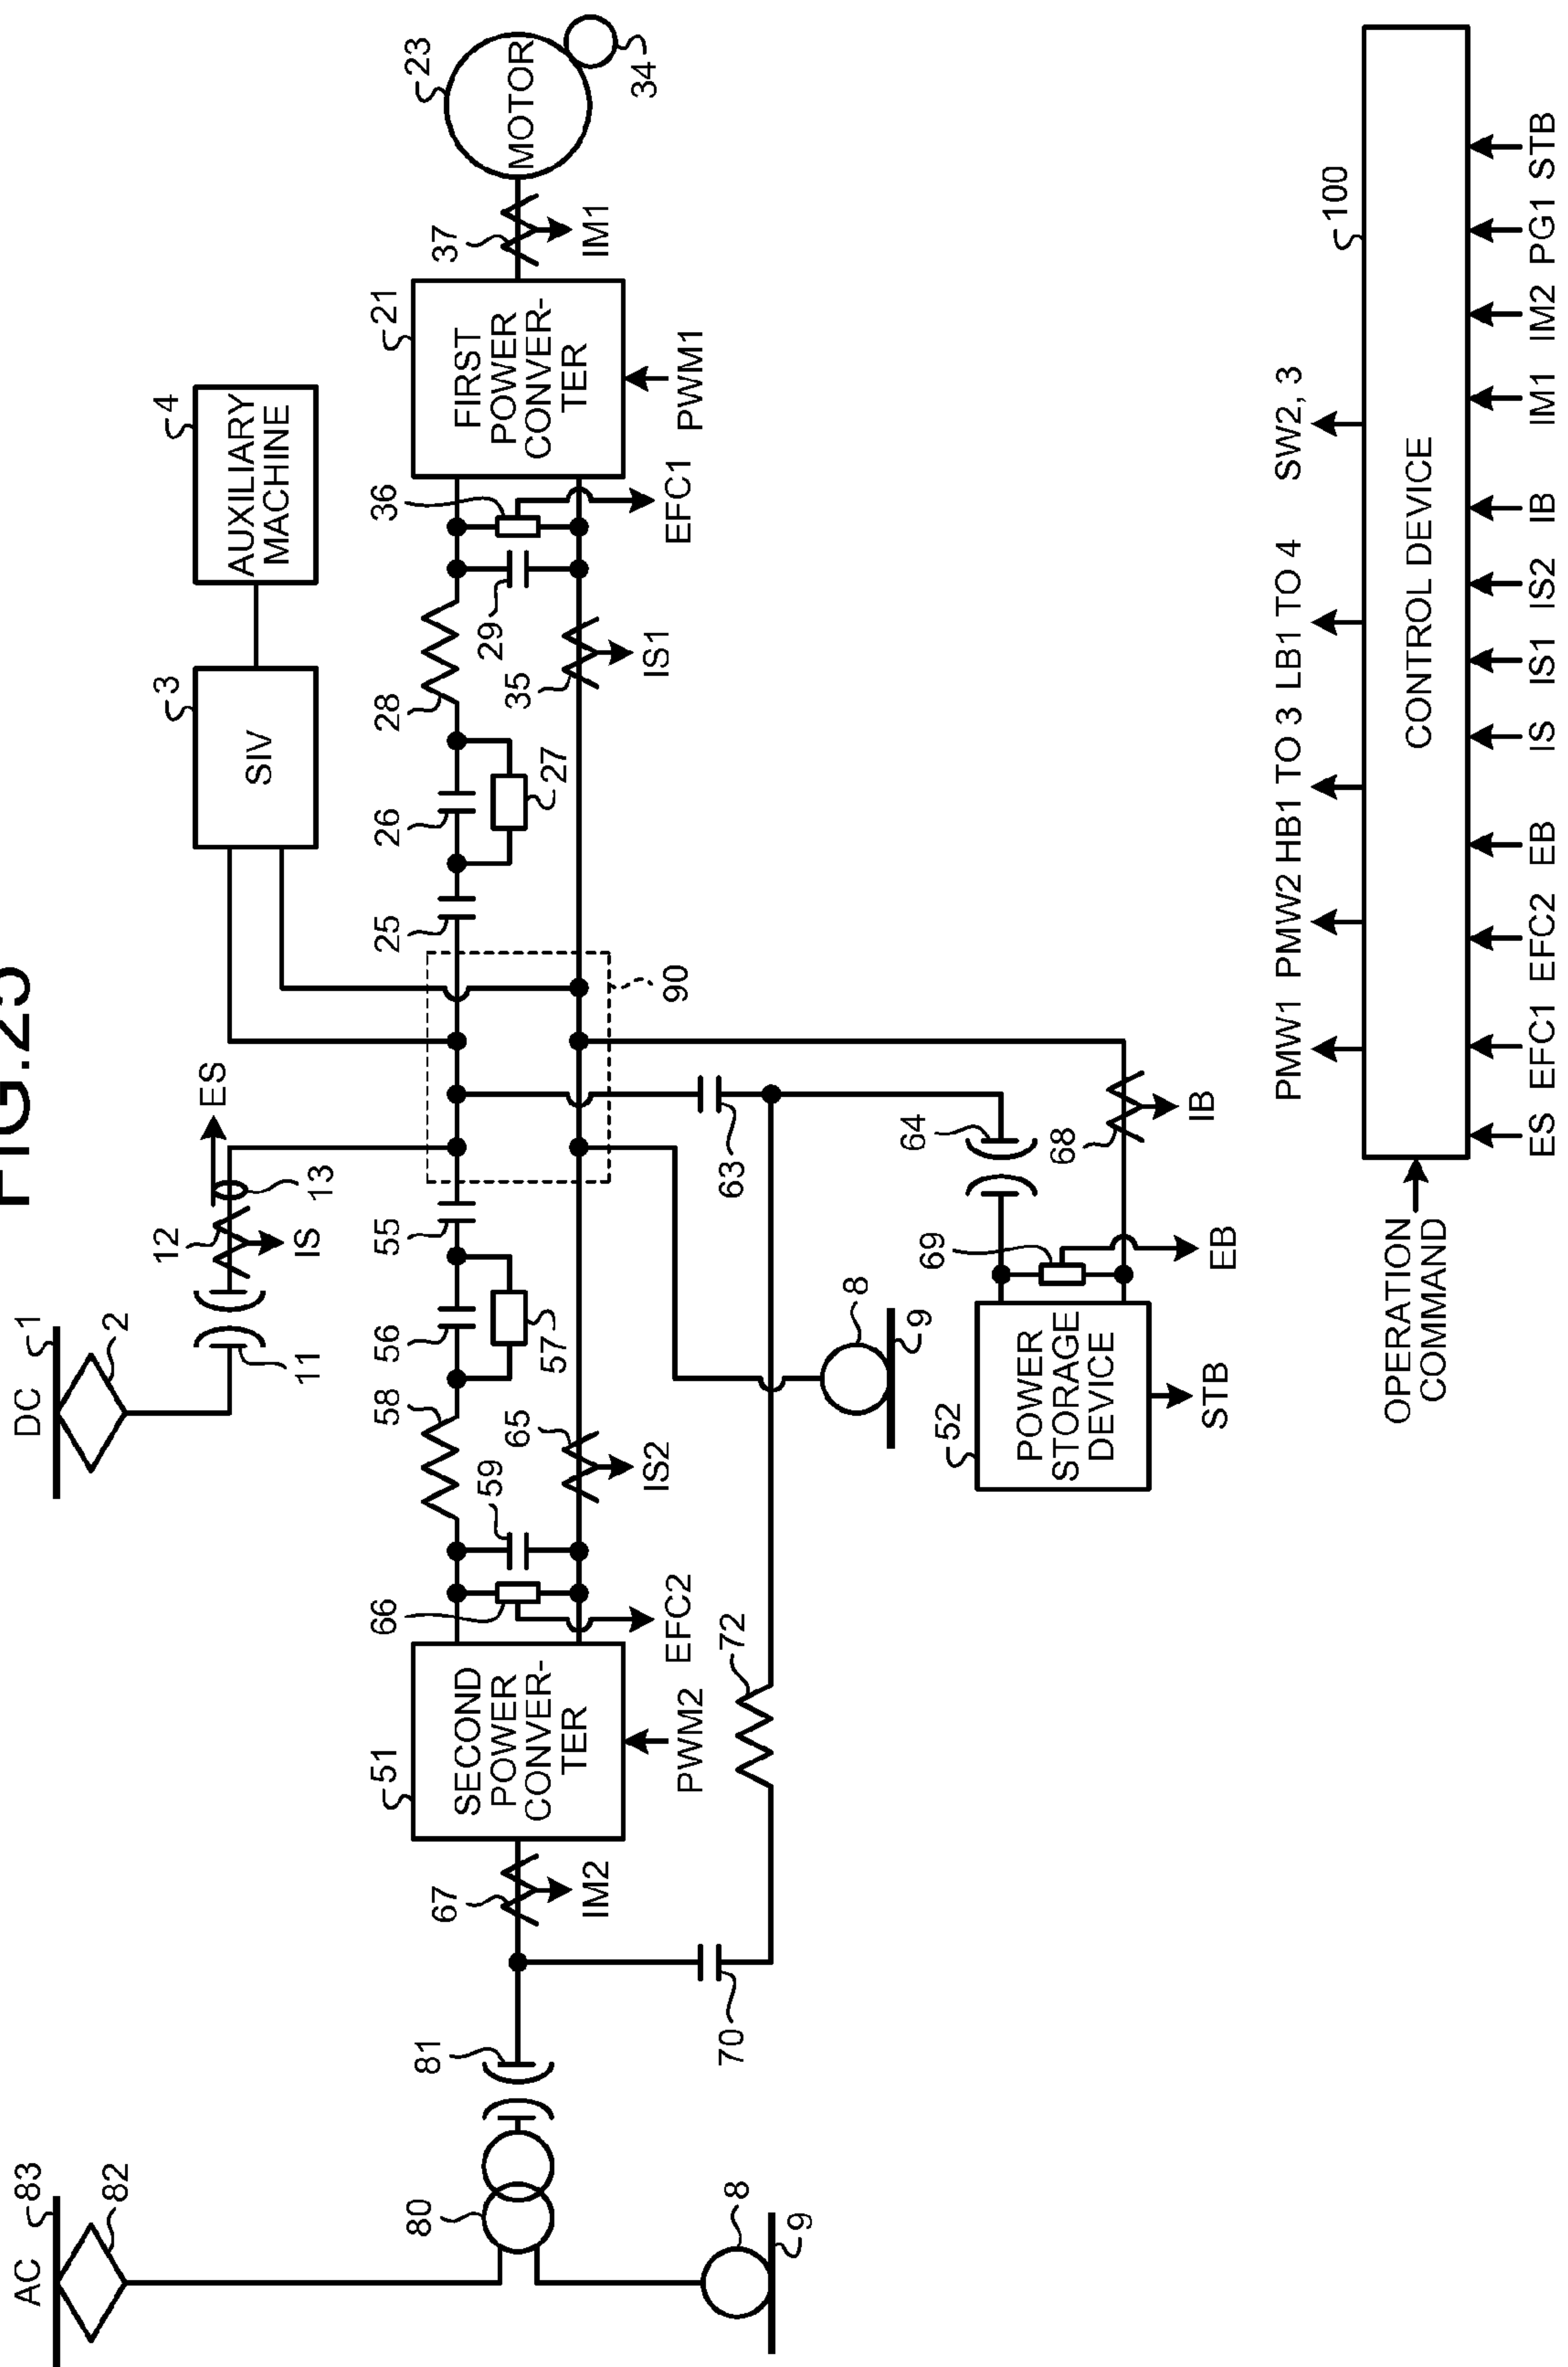 FIG.25
AC
83
82
80
81
8
9
DC
1
2
11
12
IS
13
ES
3
SIV
4
AUXILIARY
MACHINE
67
IM2
70
51
SECOND
POWER
CONVER-
TER
PWM2
66
EFC2
59
58
65
IS2
56
57
55
72
90
63
25
26
27
28
29
35
IS1
36
EFC1
21
FIRST
POWER
CONVER-
TER
PWM1
37
IM1
23
MOTOR
34
8
9
64
68
IB
69
EB
52
POWER
STORAGE
DEVICE
STB
PMW1 PMW2 HB1 TO 3 LB1 TO 4 SW2, 3
100
OPERATION
COMMAND
CONTROL DEVICE
ES EFC1 EFC2 EB IS IS1 IS2 IB IM1 IM2 PG1 STB